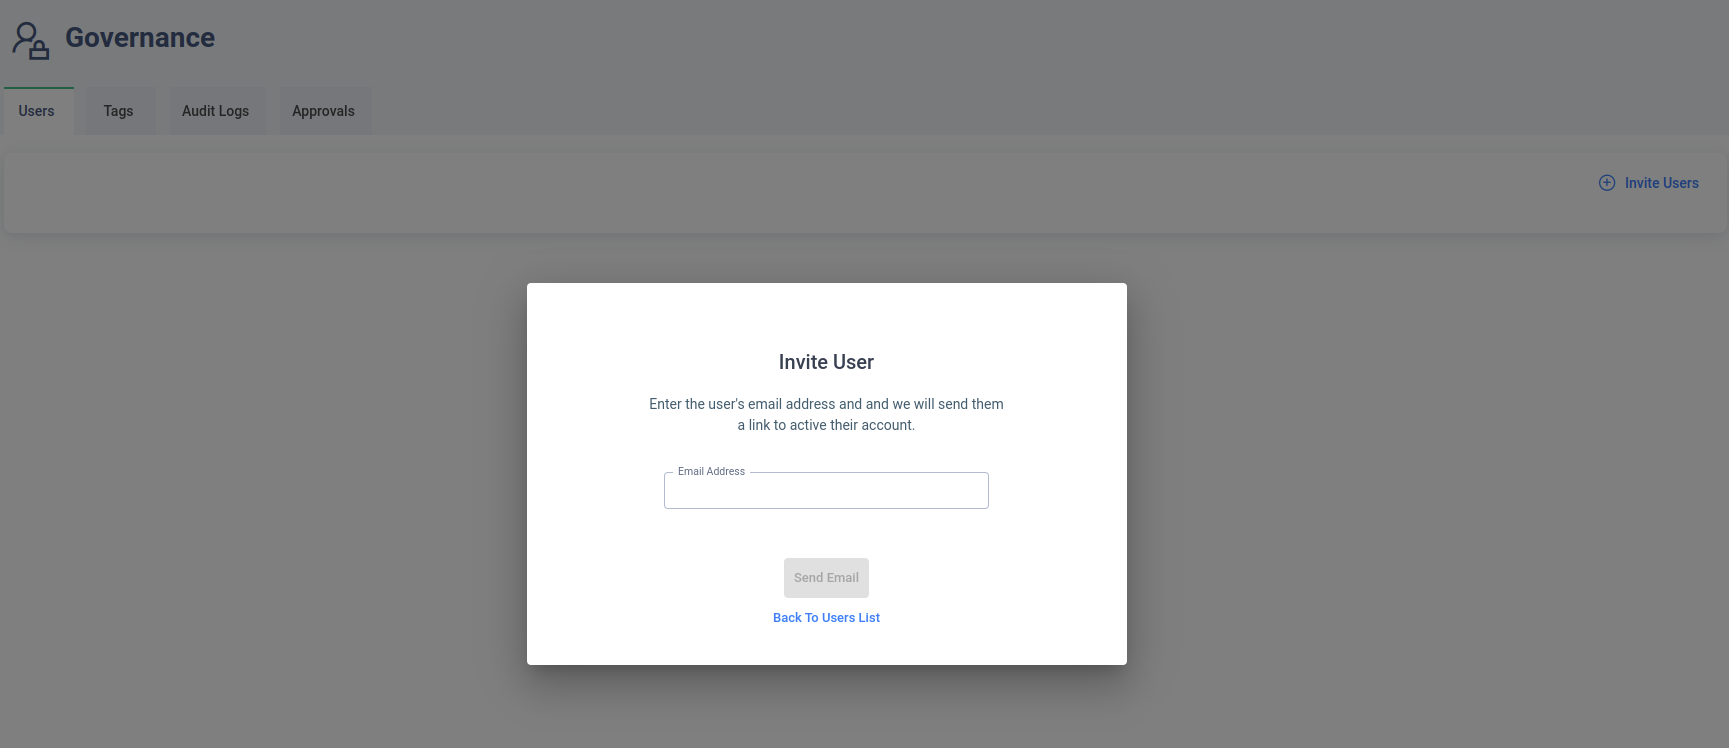 Governance
Users
Tags
Audit Logs
Approvals
Invite Users
Invite User
Enter the user's email address and and we will send them
a link to active their account.
Email Address
Send Email
Back To Users List